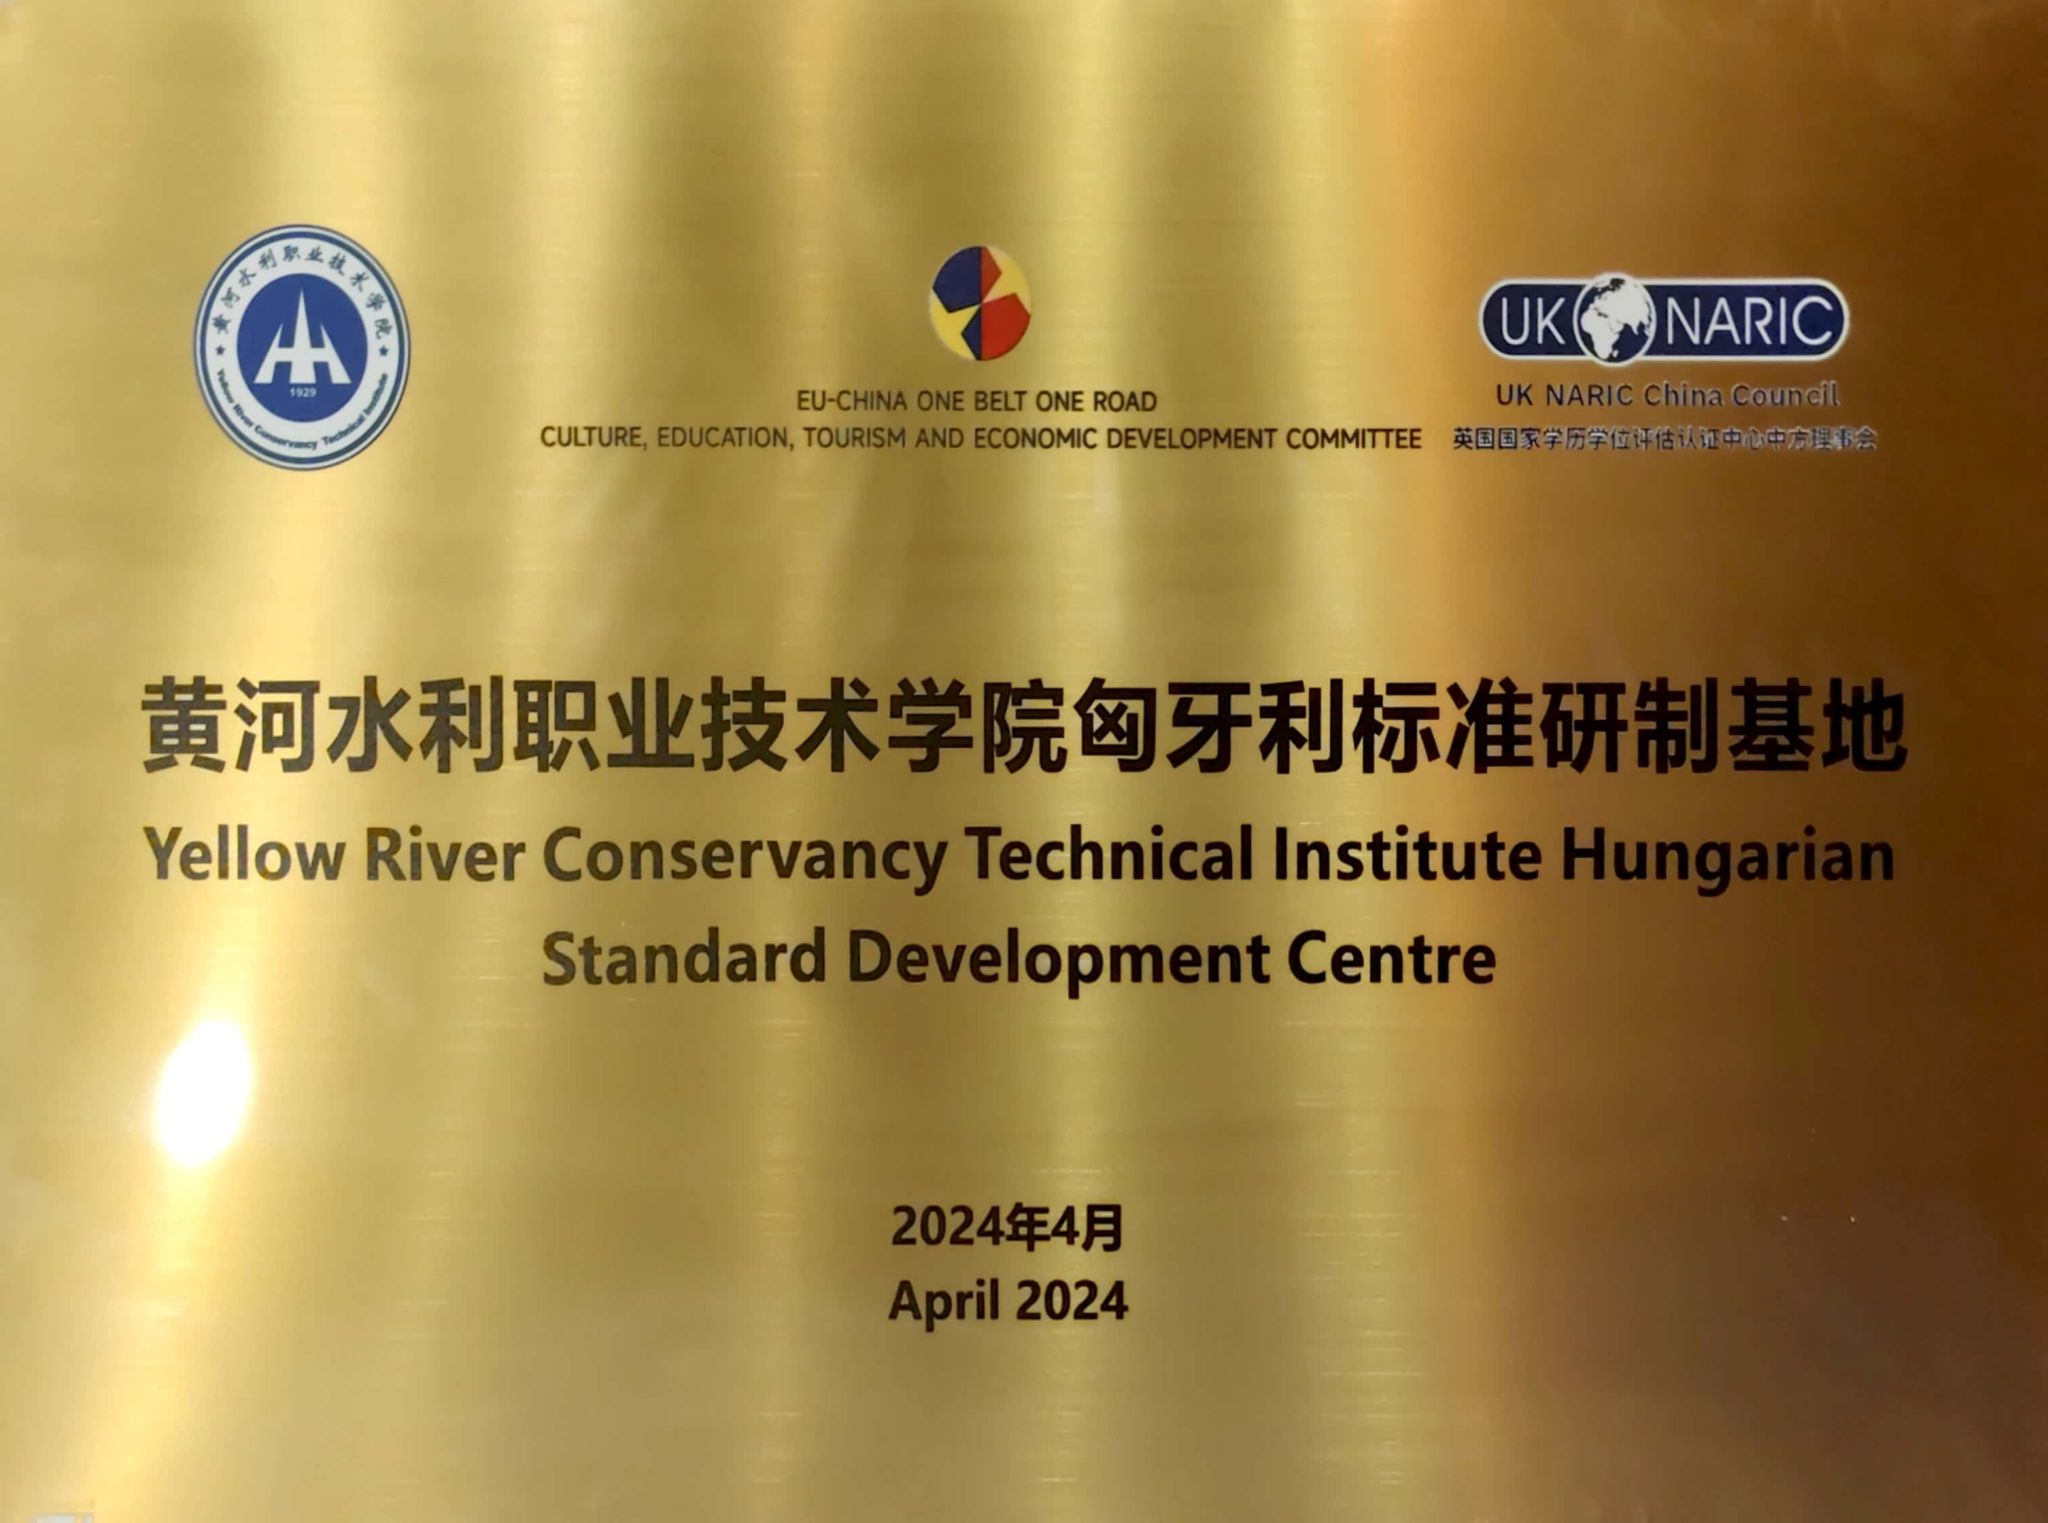 黄河水利职业技术学院
1929
Yellow River Conservancy Technical Institute
EU-CHINA ONE BELT ONE ROAD
CULTURE, EDUCATION, TOURISM AND ECONOMIC DEVELOPMENT COMMITTEE
UK NARIC
UK NARIC China Council
英国国家学历学位评估认证中心中方理事会
黄河水利职业技术学院匈牙利标准研制基地
Yellow River Conservancy Technical Institute Hungarian
Standard Development Centre
2024年4月
April 2024